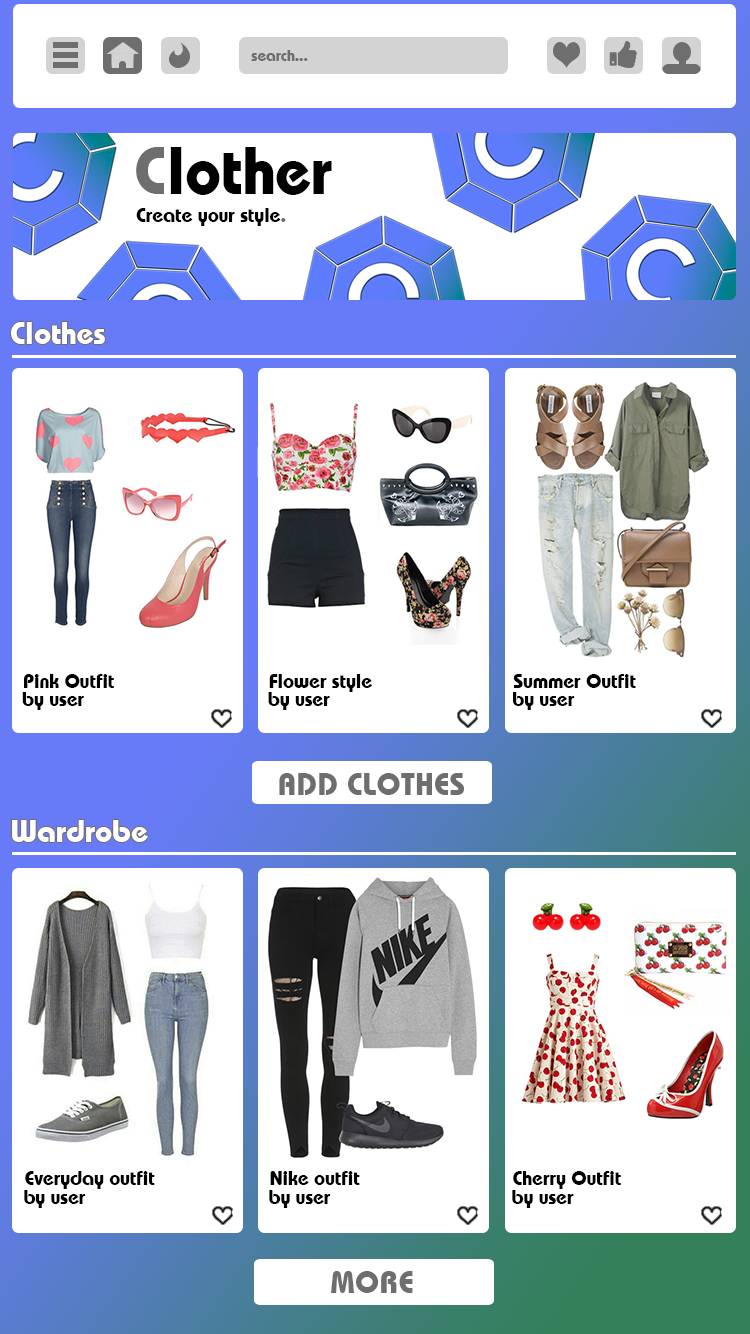 search...
C
C
Clother
Create your style.
C
C
C
Clothes
Pink Outfit
by user
Flower style
by user
Summer Outfit
by user
ADD CLOTHES
Wardrobe
NIKE
Everyday outfit
by user
Nike outfit
by user
Cherry Outfit
by user
MORE